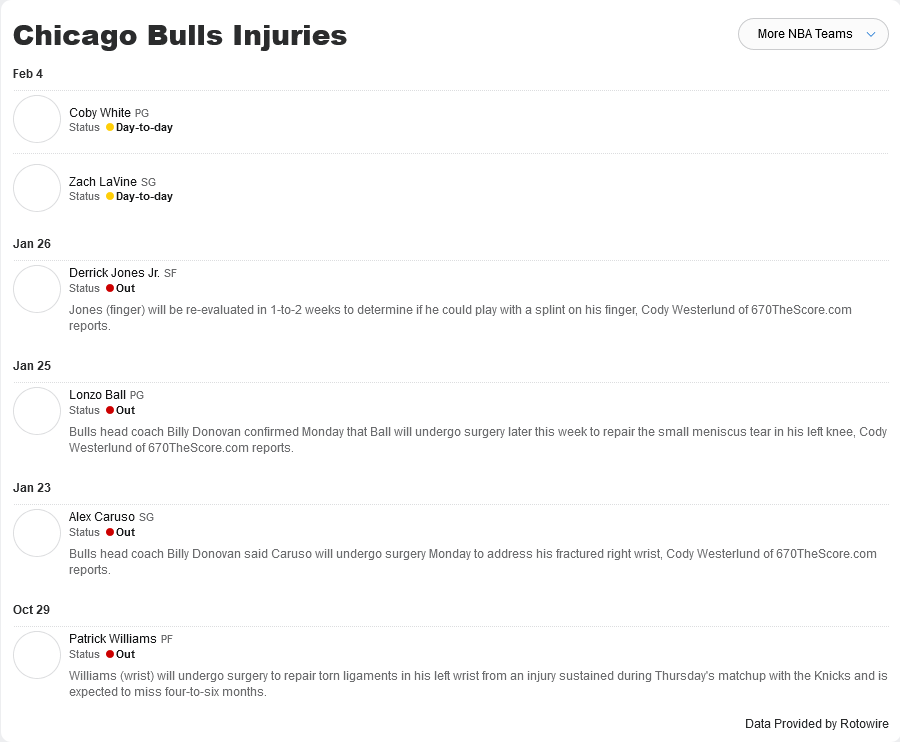 Chicago Bulls Injuries
More NBA Teams
Feb 4
Coby White PG
Status Day-to-day
Zach LaVine SG
Status Day-to-day
Jan 26
Derrick Jones Jr. SF
Status Out
Jones (finger) will be re-evaluated in 1-to-2 weeks to determine if he could play with a splint on his finger, Cody Westerlund of 670TheScore.com
reports.
Jan 25
Lonzo Ball PG
Status Out
Bulls head coach Billy Donovan confirmed Monday that Ball will undergo surgery later this week to repair the small meniscus tear in his left knee, Cody
Westerlund of 670TheScore.com reports.
Jan 23
Alex Caruso SG
Status Out
Bulls head coach Billy Donovan said Caruso will undergo surgery Monday to address his fractured right wrist, Cody Westerlund of 670TheScore.com
reports.
Oct 29
Patrick Williams PF
Status Out
Williams (wrist) will undergo surgery to repair torn ligaments in his left wrist from an injury sustained during Thursday's matchup with the Knicks and is
expected to miss four-to-six months.
Data Provided by Rotowire